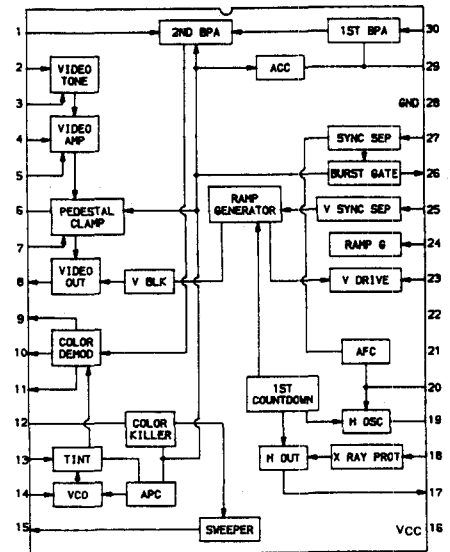 1
2ND BPA
1ST BPA
30
2
VIDEO
TONE
ACC
29
3
GND 28
4
VIDEO
AMP
SYNC SEP
27
5
BURST GATE
26
6
PEDESTAL
CLAMP
RAMP
GENERATOR
V SYNC SEP
25
7
RAMP G
24
8
VIDEO
OUT
V BLK
V DRIVE
23
9
22
10
COLOR
DEMOD
AFC
21
11
1ST
COUNTDOWN
20
12
COLOR
KILLER
H OSC
19
13
TINT
H OUT
X RAY PROT
18
14
VCO
APC
17
15
SWEEPER
VCC 16